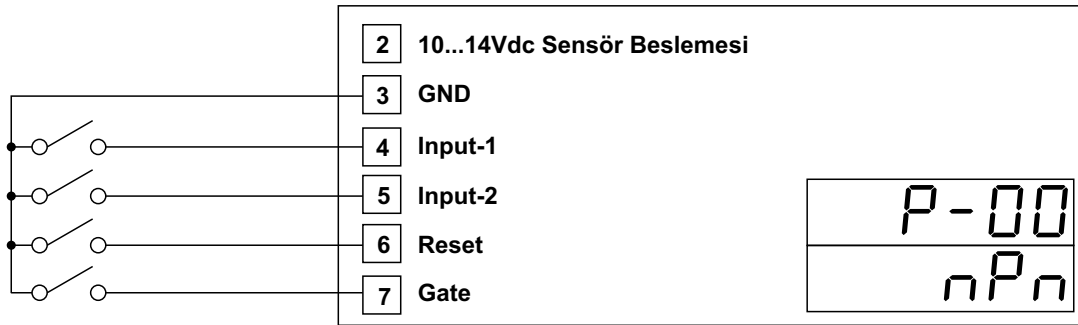 2 10...14Vdc Sensör Beslemesi
3 GND
4 Input-1
5 Input-2
6 Reset
7 Gate
P-00
nPn